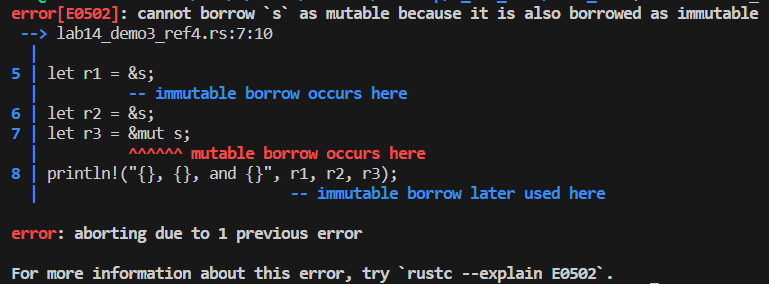 error[E0502]: cannot borrow `s` as mutable because it is also borrowed as immutable
 --> lab14_demo3_ref4.rs:7:10
  |
5 | let r1 = &s;
  |          -- immutable borrow occurs here
6 | let r2 = &s;
7 | let r3 = &mut s;
  |          ^^^^^^ mutable borrow occurs here
8 | println!("{}, {}, and {}", r1, r2, r3);
  |                            -- immutable borrow later used here

error: aborting due to 1 previous error

For more information about this error, try `rustc --explain E0502`.